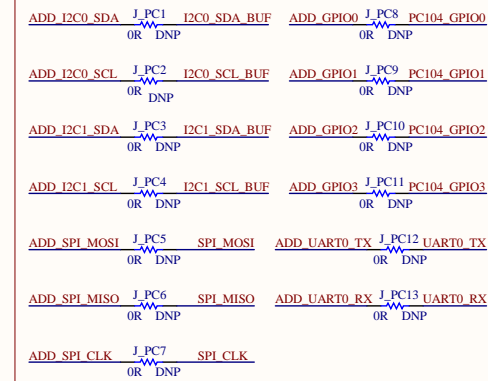 ADD_I2C0_SDA J_PC1 I2C0_SDA_BUF
0R DNP
ADD_I2C0_SCL J_PC2 I2C0_SCL_BUF
0R DNP
ADD_I2C1_SDA J_PC3 I2C1_SDA_BUF
0R DNP
ADD_I2C1_SCL J_PC4 I2C1_SCL_BUF
0R DNP
ADD_SPI_MOSI J_PC5 SPI_MOSI
0R DNP
ADD_SPI_MISO J_PC6 SPI_MISO
0R DNP
ADD_SPI_CLK J_PC7 SPI_CLK
0R DNP
ADD_GPIO0 J_PC8 PC104_GPIO0
0R DNP
ADD_GPIO1 J_PC9 PC104_GPIO1
0R DNP
ADD_GPIO2 J_PC10 PC104_GPIO2
0R DNP
ADD_GPIO3 J_PC11 PC104_GPIO3
0R DNP
ADD_UART0_TX J_PC12 UART0_TX
0R DNP
ADD_UART0_RX J_PC13 UART0_RX
0R DNP